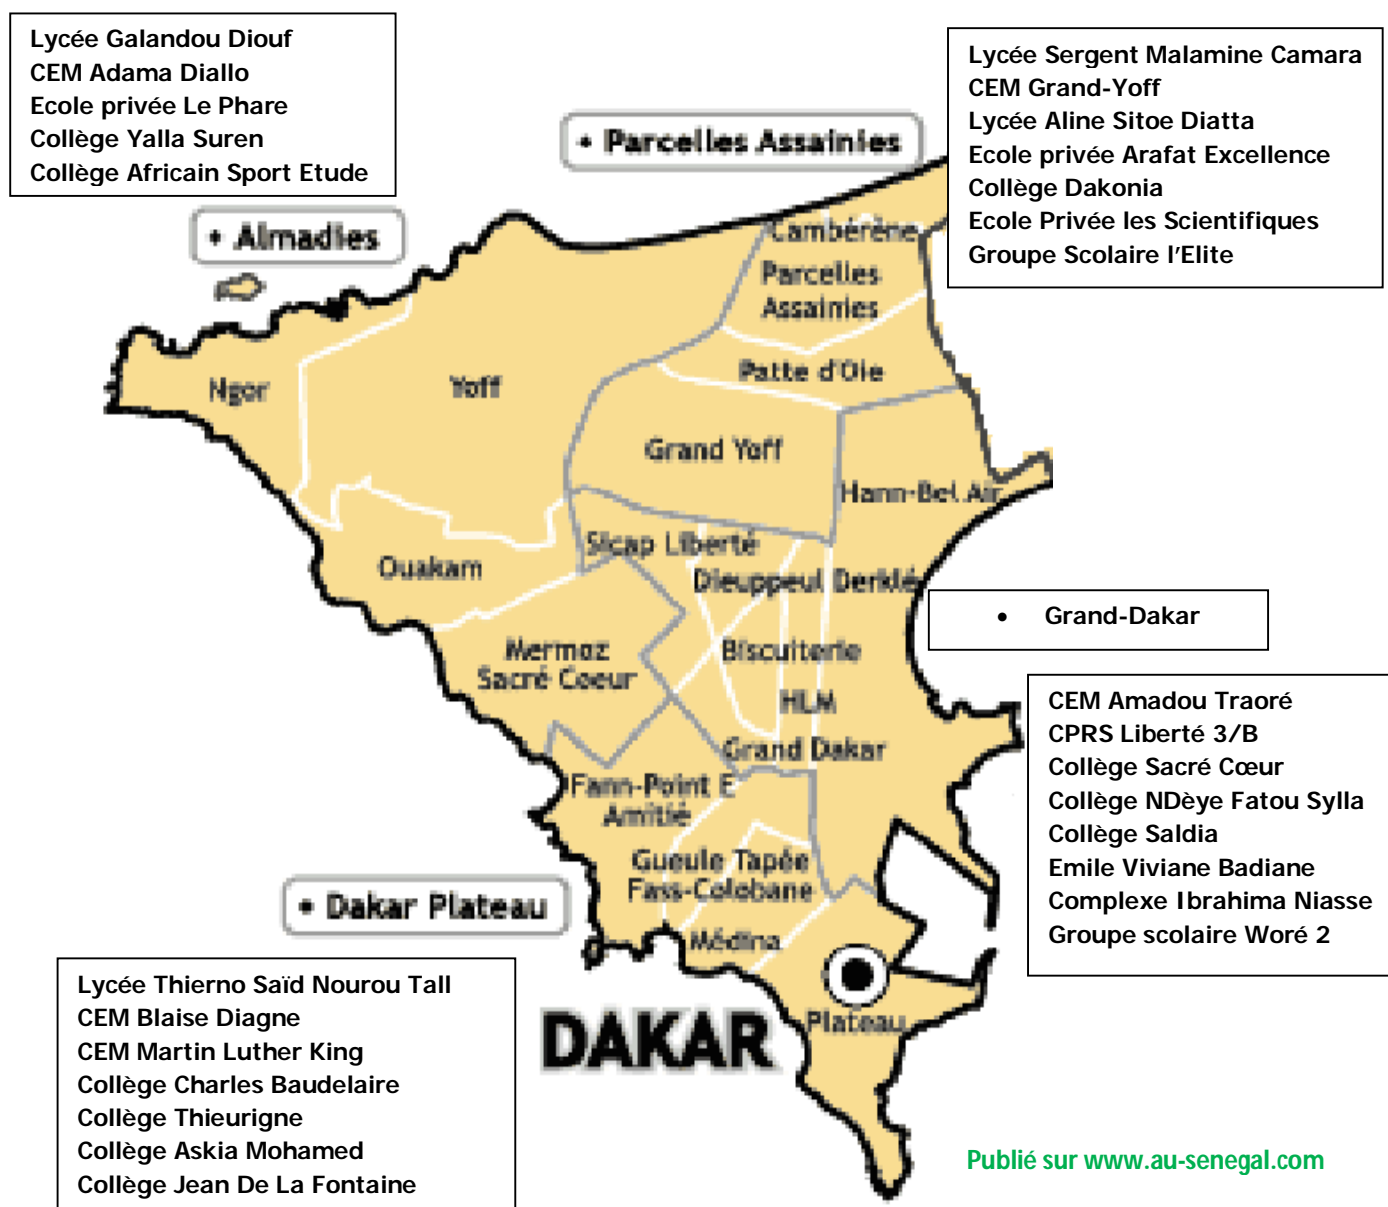 Lycée Galandou Diouf
CEM Adama Diallo
Ecole privée Le Phare
Collège Yalla Suren
Collège Africain Sport Etude
Lycée Sergent Malamine Camara
CEM Grand-Yoff
Lycée Aline Sitoe Diatta
Ecole privée Arafat Excellence
Collège Dakonia
Ecole Privée les Scientifiques
Groupe Scolaire l'Elite
• Parcelles Assainies
• Almadies
Cambérène
Parcelles
Assainies
Patte d'Oie
Ngor
Yoff
Grand Yoff
Hann-Bel Air
Sicap Liberté
Ouakam
Dieuppeul Derklé
• Grand-Dakar
Mermoz
Sacré Coeur
Biscuiterie
HLM
Grand Dakar
CEM Amadou Traoré
CPRS Liberté 3/B
Collège Sacré Cœur
Collège NDèye Fatou Sylla
Collège Saldia
Emile Viviane Badiane
Complexe Ibrahima Niasse
Groupe scolaire Woré 2
Fann-Point E
Amitié
Gueule Tapée
Fass-Colobane
• Dakar Plateau
Médina
Plateau
DAKAR
Lycée Thierno Saïd Nourou Tall
CEM Blaise Diagne
CEM Martin Luther King
Collège Charles Baudelaire
Collège Thieurigne
Collège Askia Mohamed
Collège Jean De La Fontaine
Publié sur www.au-senegal.com